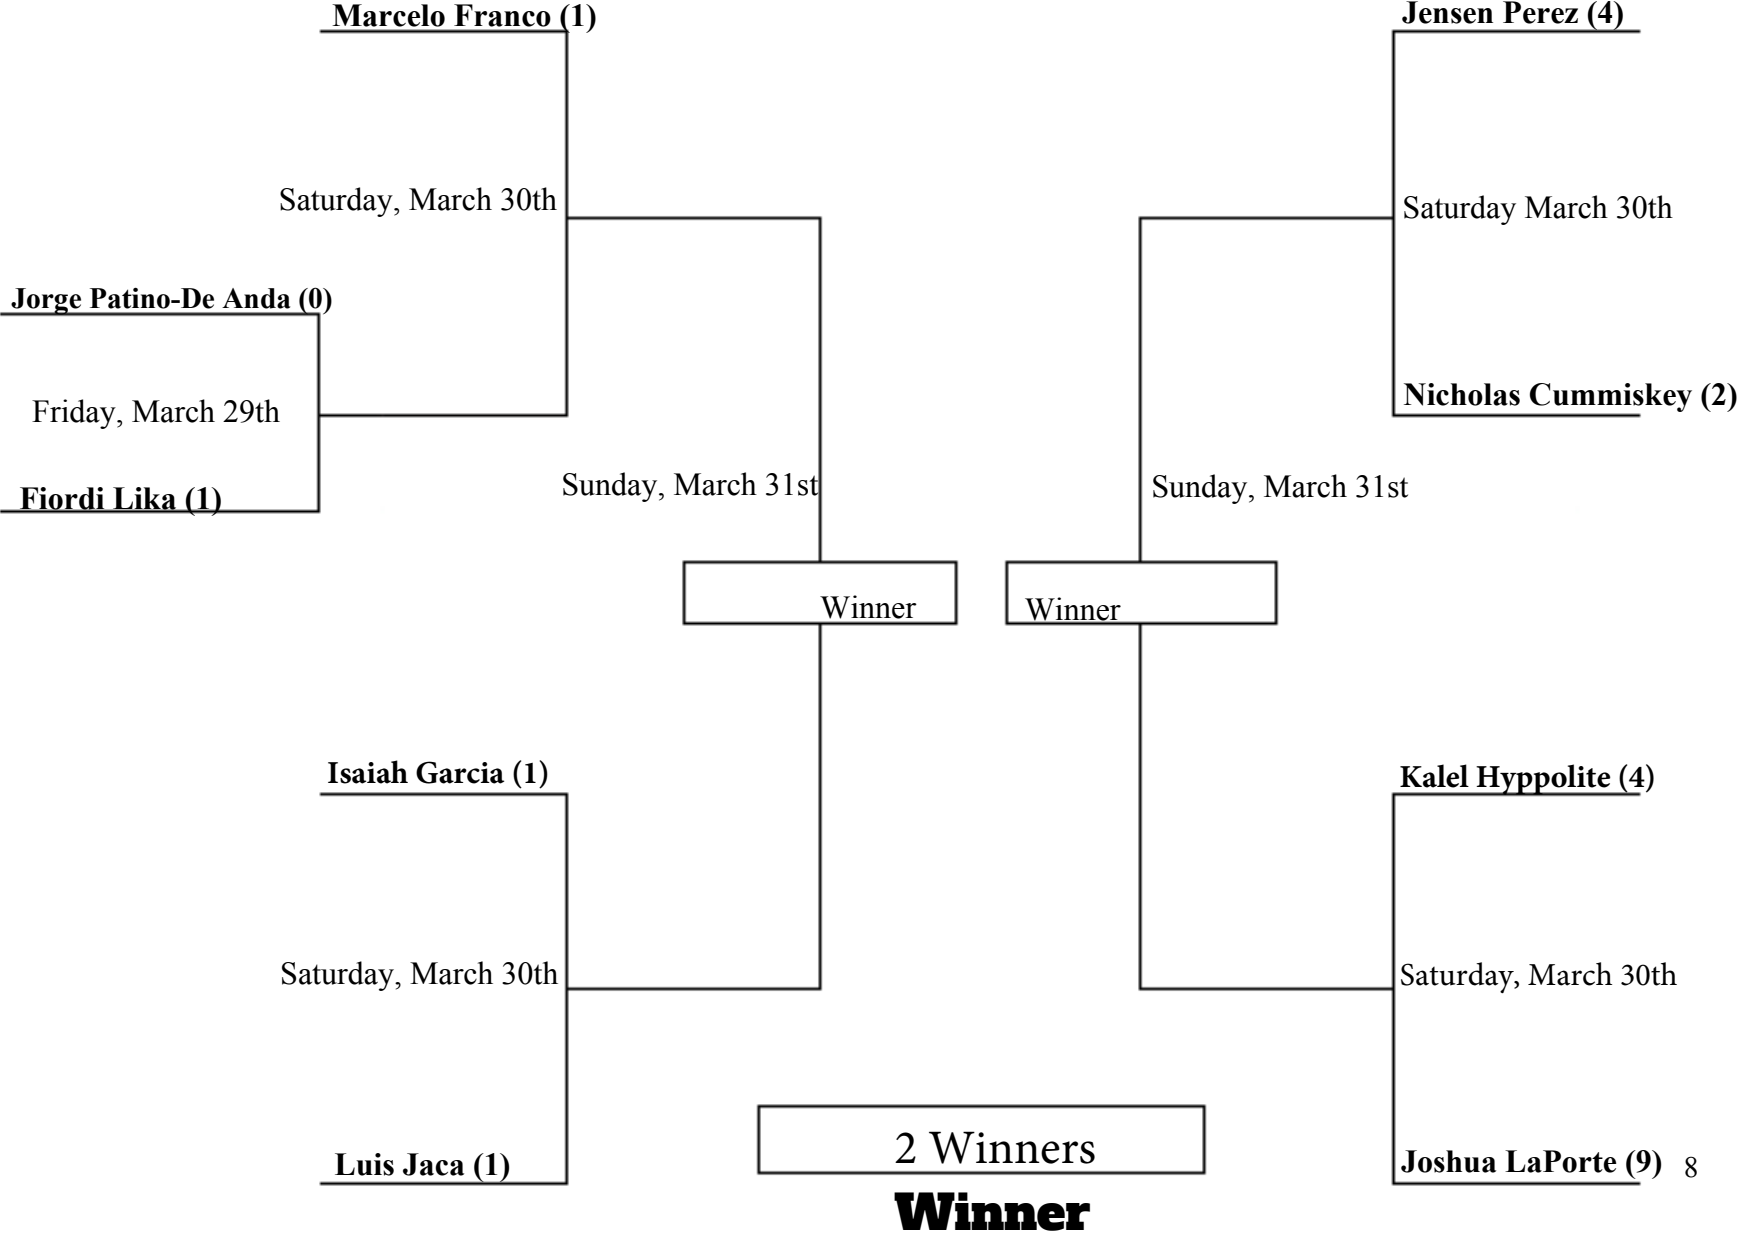 Marcelo Franco (1)
Jensen Perez (4)
Saturday, March 30th
Saturday March 30th
Jorge Patino-De Anda (0)
Friday, March 29th
Nicholas Cummiskey (2)
Fiordi Lika (1)
Sunday, March 31st
Sunday, March 31st
Winner
Winner
Isaiah Garcia (1)
Kalel Hyppolite (4)
Saturday, March 30th
Saturday, March 30th
2 Winners
Luis Jaca (1)
Joshua LaPorte (9)
8
Winner